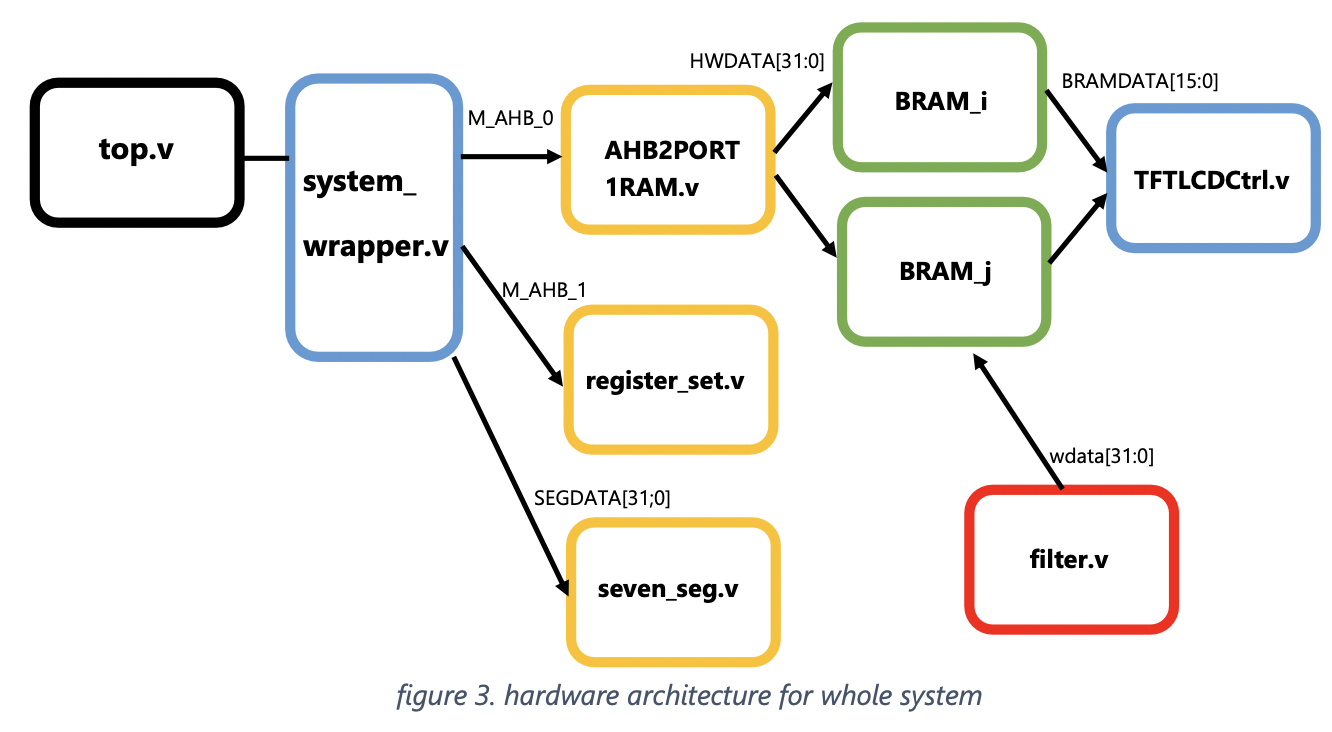 top.v
system_
wrapper.v
M_AHB_0
AHB2PORT
1RAM.v
HWDATA[31:0]
BRAM_i
BRAMDATA[15:0]
TFTLCDCtrl.v
BRAM_j
M_AHB_1
register_set.v
SEGDATA[31;0]
seven_seg.v
wdata[31:0]
filter.v
figure 3. hardware architecture for whole system